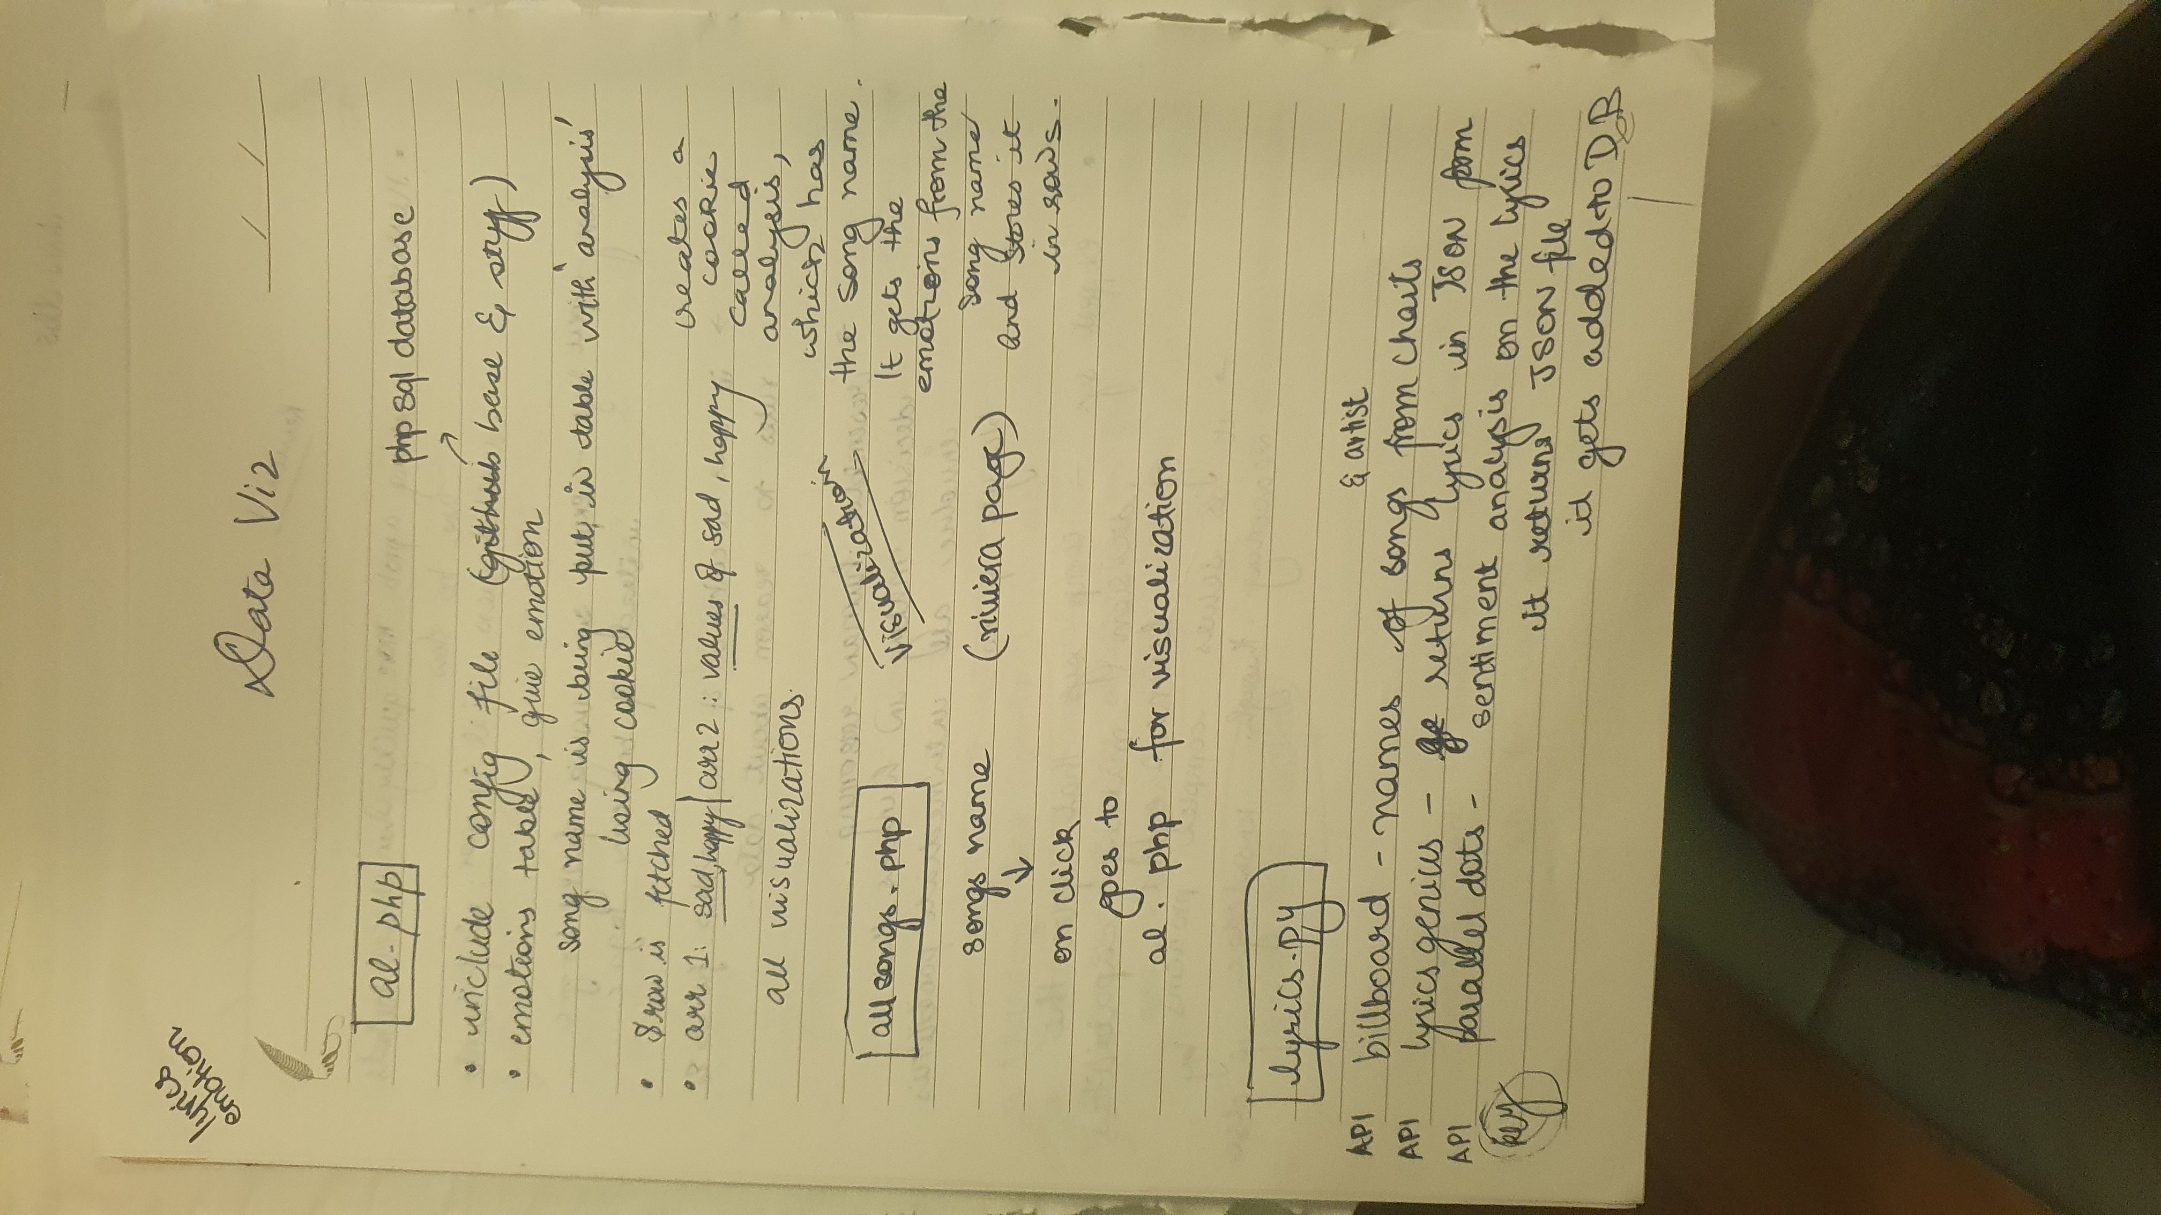 lyrics
emotion
Data Viz
al.php
php sql database
• include config file (github base & stuff)
• emotions table, give emotion
song name is being put in table with 'analysis'
using cookie
• $row is fetched
• arr 1: sad, happy | arr 2: values of sad, happy
all visualizations.
creates a
cookie
called
analysis,
which has
the song name.
It gets the
emotions from the
song name
and stores it
in rows.
allsongs.php
visualization
songs name (riviera page)
↓
on click
goes to
al.php for visualization
lyrics.py
& artist
API billboard - names of songs from charts
API lyricsgenius - ge returns lyrics in JSON form
API parallel dots - sentiment analysis on the lyrics
key
it returns JSON file
it gets added to DB